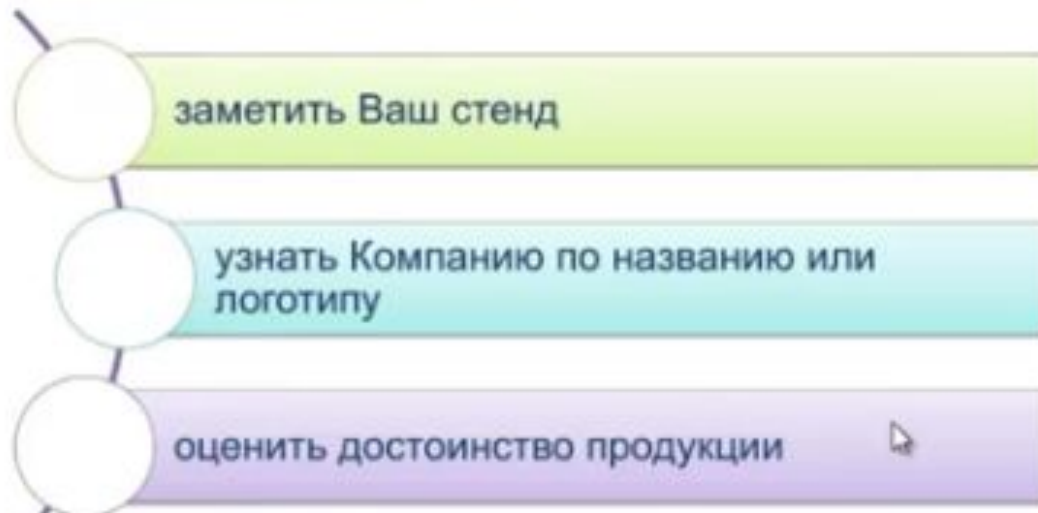 заметить Ваш стенд
узнать Компанию по названию или
логотипу
оценить достоинство продукции